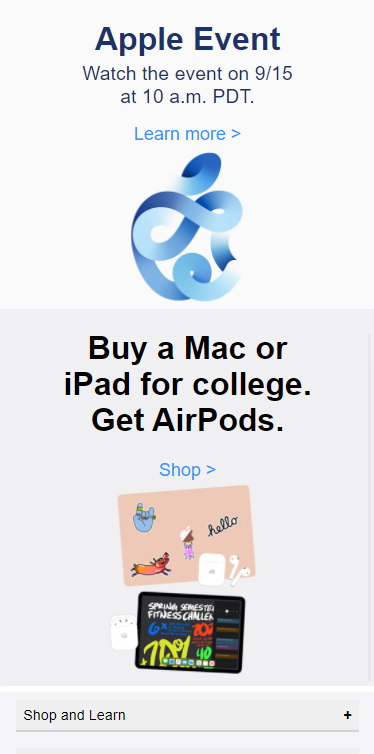 Apple Event
Watch the event on 9/15
at 10 a.m. PDT.
Learn more >
Buy a Mac or
iPad for college.
Get AirPods.
Shop >
hello
SPRING SEMESTER
FITNESS CHALLEN
Shop and Learn +